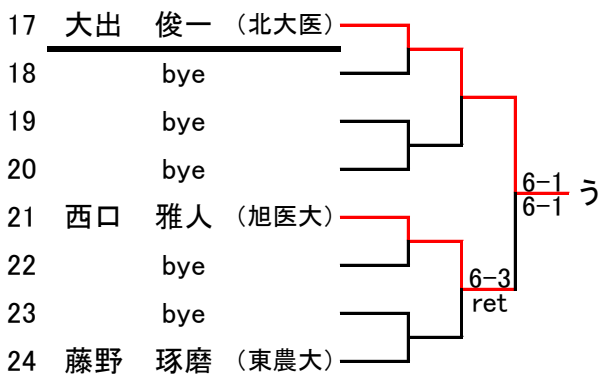 17 大出 俊一 (北大医)
18 bye
19 bye
20 bye
6-1
6-1 う
21 西口 雅人 (旭医大)
22 bye
6-3
ret
23 bye
24 藤野 琢磨 (東農大)